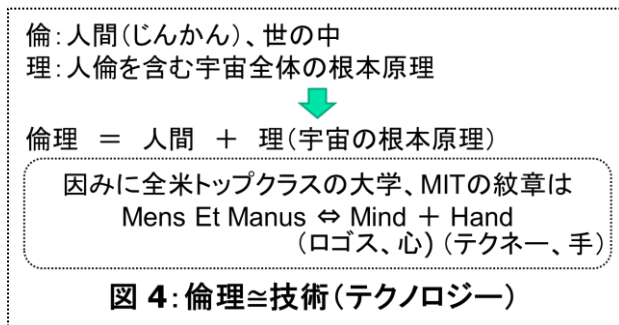 倫:人間(じんかん)、世の中
理:人倫を含む宇宙全体の根本原理
倫理 = 人間 + 理(宇宙の根本原理)
因みに全米トップクラスの大学、MITの紋章は
Mens Et Manus ⇔ Mind + Hand
(ロゴス、心) (テクネー、手)
図 4:倫理≅技術(テクノロジー)